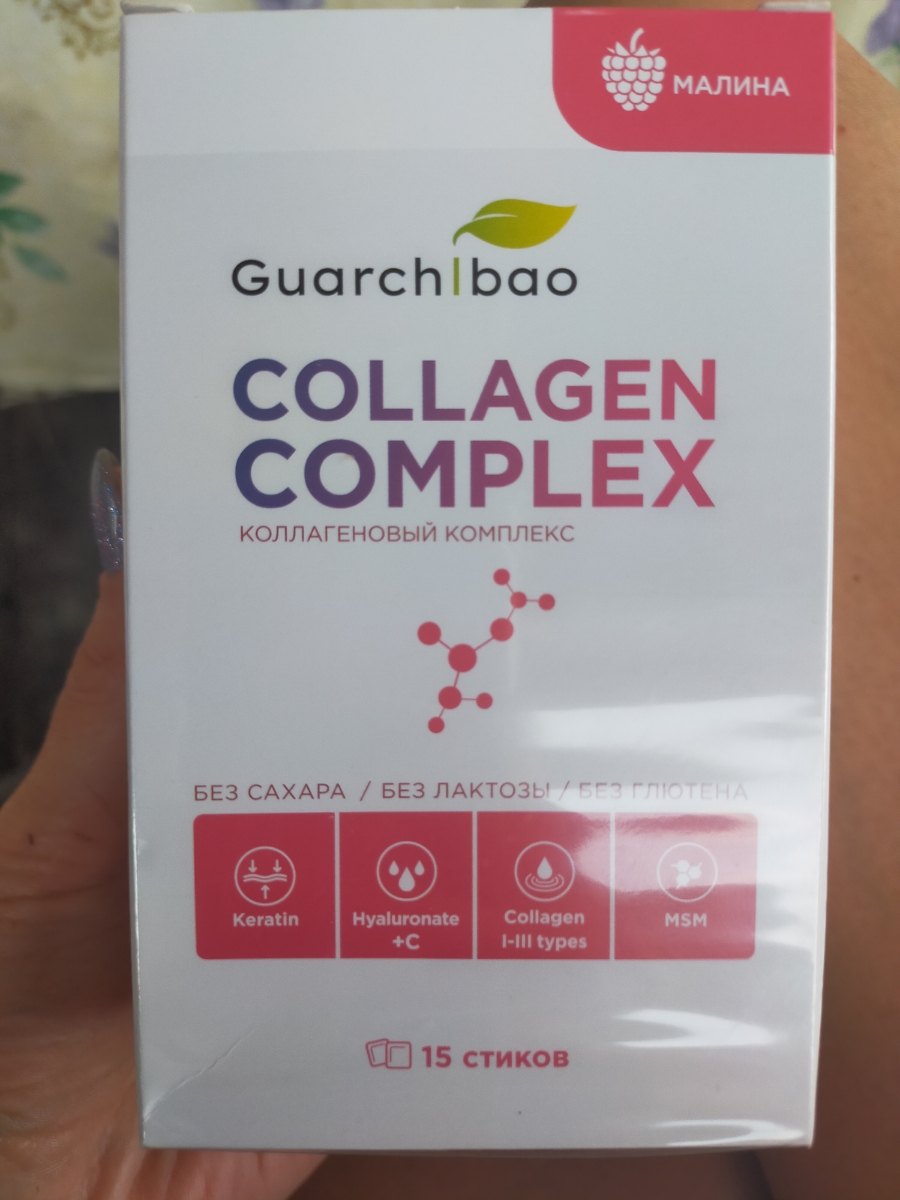 МАЛИНА
Guarchibao
COLLAGEN
COMPLEX
КОЛЛАГЕНОВЫЙ КОМПЛЕКС
БЕЗ САХАРА / БЕЗ ЛАКТОЗЫ / БЕЗ ГЛЮТЕНА
Keratin
Hyaluronate
+C
Collagen
I-III types
MSM
15 стиков